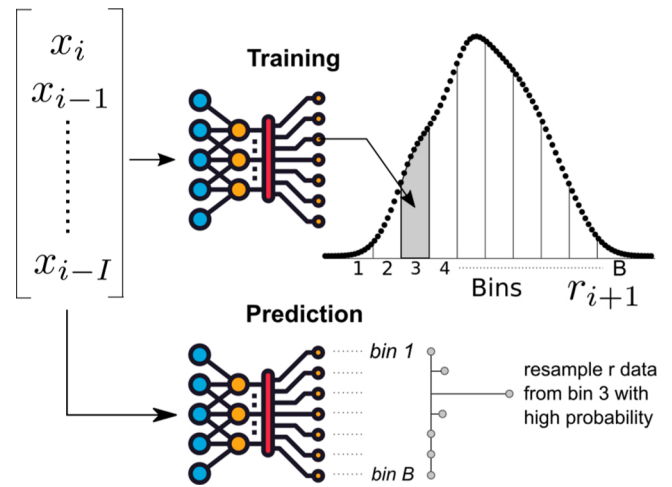 x_i
x_{i-1}
x_{i-I}
Training
1 2 3 4 B
Bins
r_{i+1}
Prediction
bin 1
bin B
resample r data
from bin 3 with
high probability